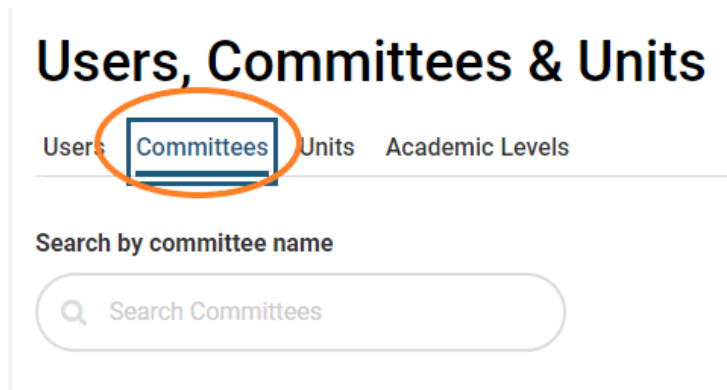 Users, Committees & Units
Users Committees Units Academic Levels
Search by committee name
Search Committees